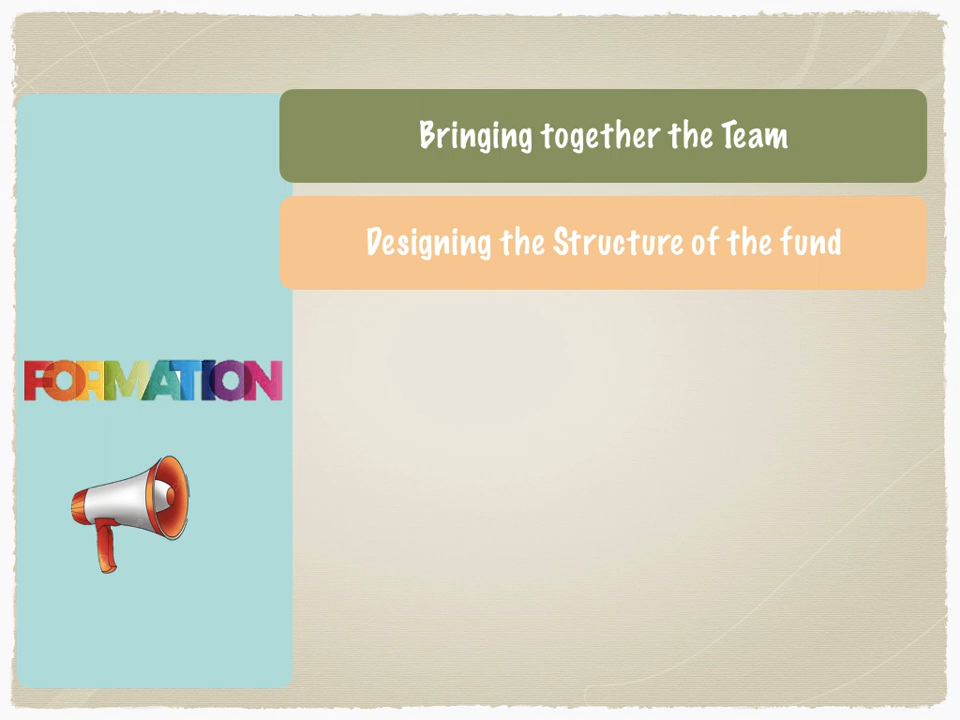 Bringing together the Team
Designing the Structure of the fund
FORMATION